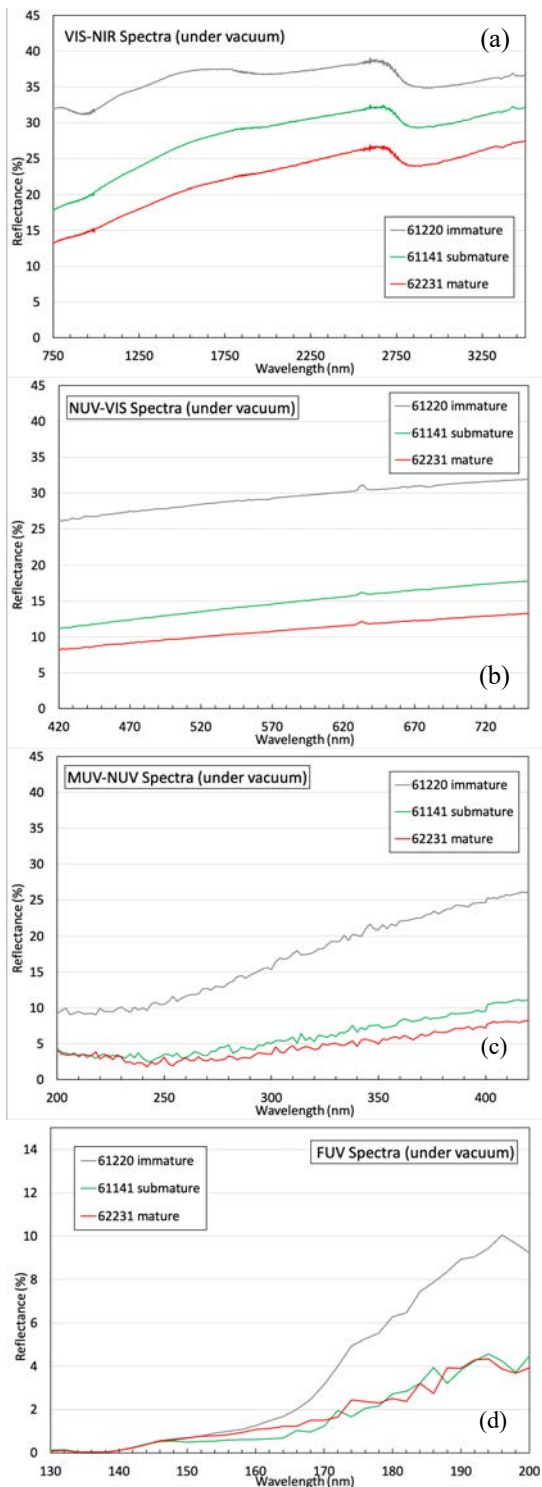 VIS-NIR Spectra (under vacuum)
(a)
45
40
35
30
25
20
15
10
5
0
Reflectance (%)
61220 immature
61141 submature
62231 mature
750 1250 1750 2250 2750 3250
Wavelength (nm)
NUV-VIS Spectra (under vacuum)
45
40
35
30
25
20
15
10
5
0
Reflectance (%)
61220 immature
61141 submature
62231 mature
(b)
420 470 520 570 620 670 720
Wavelength (nm)
MUV-NUV Spectra (under vacuum)
45
40
35
30
25
20
15
10
5
0
Reflectance (%)
61220 immature
61141 submature
62231 mature
(c)
200 250 300 350 400
Wavelength (nm)
FUV Spectra (under vacuum)
14
12
10
8
6
4
2
0
Reflectance (%)
61220 immature
61141 submature
62231 mature
(d)
130 140 150 160 170 180 190 200
Wavelength (nm)